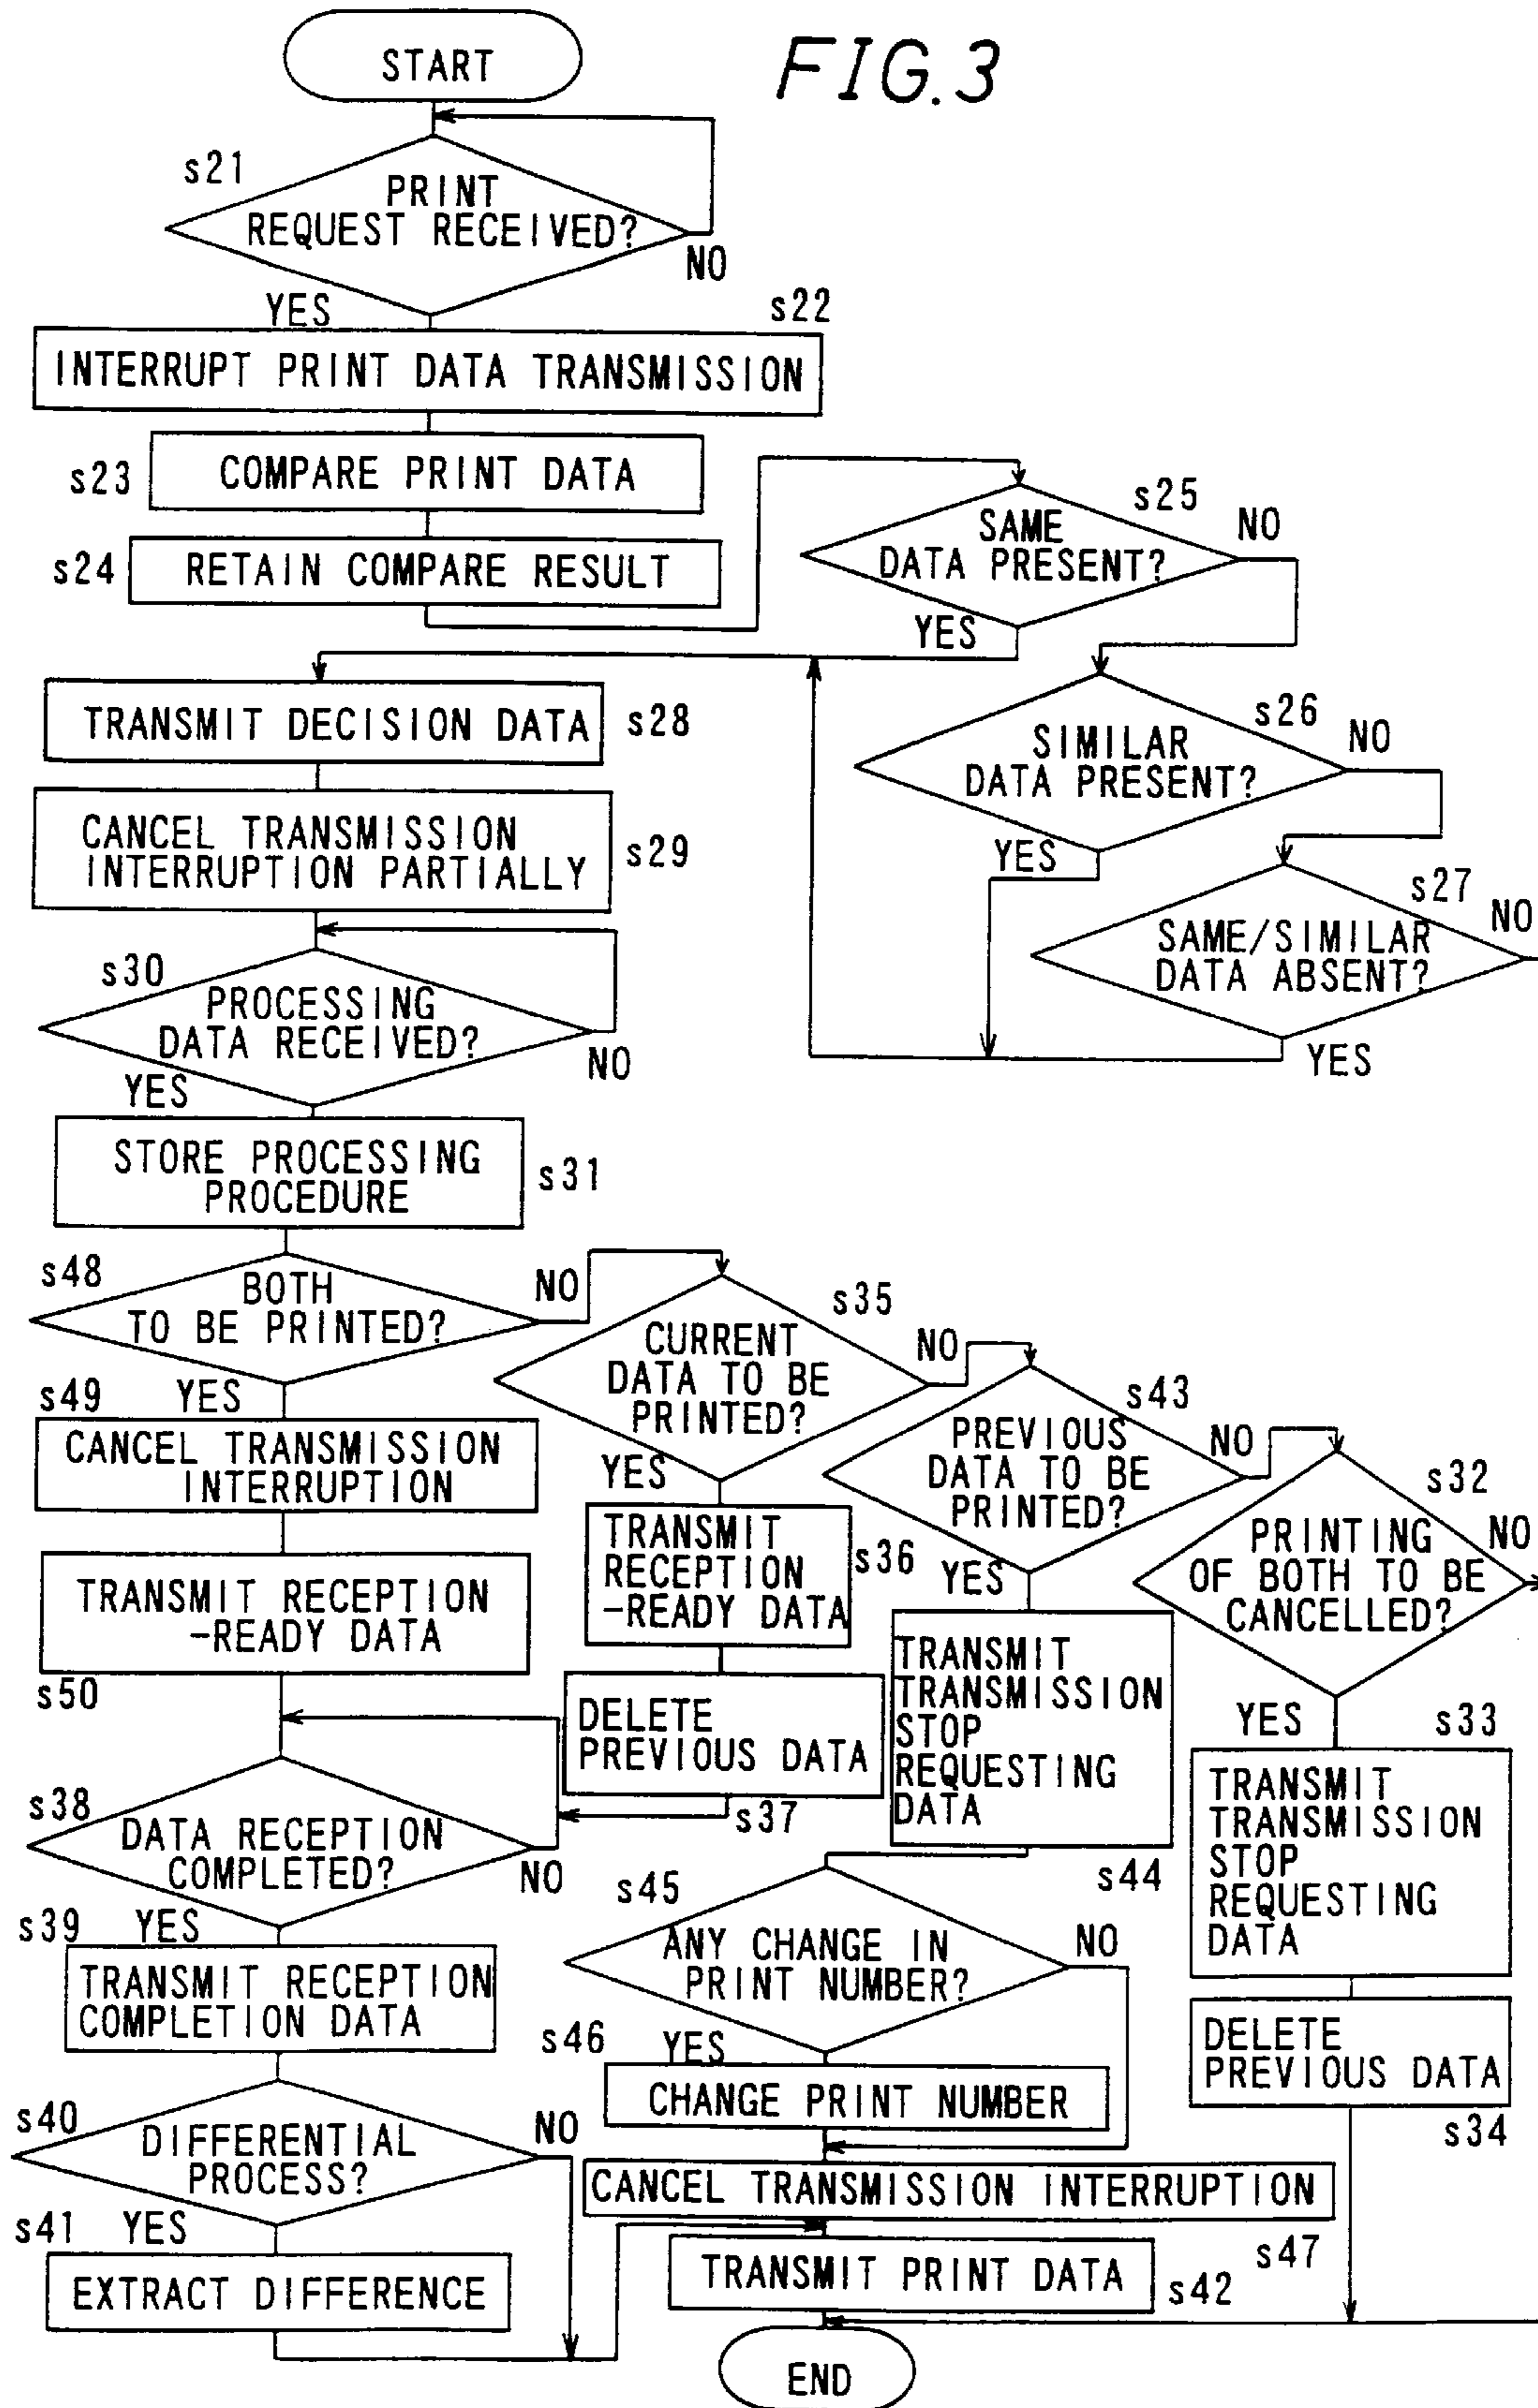 FIG.3
START
s21
PRINT
REQUEST RECEIVED?
NO
YES
s22
INTERRUPT PRINT DATA TRANSMISSION
s23
COMPARE PRINT DATA
s24
RETAIN COMPARE RESULT
s25
SAME
DATA PRESENT?
NO
YES
s26
SIMILAR
DATA PRESENT?
NO
YES
s27
SAME/SIMILAR
DATA ABSENT?
NO
YES
TRANSMIT DECISION DATA
s28
CANCEL TRANSMISSION
INTERRUPTION PARTIALLY
s29
s30
PROCESSING
DATA RECEIVED?
NO
YES
STORE PROCESSING
PROCEDURE
s31
s48
BOTH
TO BE PRINTED?
NO
YES
s49
CANCEL TRANSMISSION
INTERRUPTION
TRANSMIT RECEPTION
-READY DATA
s50
s35
CURRENT
DATA TO BE
PRINTED?
NO
YES
TRANSMIT
RECEPTION
-READY DATA
s36
DELETE
PREVIOUS DATA
s37
s43
PREVIOUS
DATA TO BE
PRINTED?
NO
YES
TRANSMIT
TRANSMISSION
STOP
REQUESTING
DATA
s44
s32
PRINTING
OF BOTH TO BE
CANCELLED?
NO
YES
s33
TRANSMIT
TRANSMISSION
STOP
REQUESTING
DATA
DELETE
PREVIOUS DATA
s34
s38
DATA RECEPTION
COMPLETED?
NO
YES
s39
TRANSMIT RECEPTION
COMPLETION DATA
s40
DIFFERENTIAL
PROCESS?
NO
YES
s41
EXTRACT DIFFERENCE
s45
ANY CHANGE IN
PRINT NUMBER?
NO
YES
s46
CHANGE PRINT NUMBER
CANCEL TRANSMISSION INTERRUPTION
s47
TRANSMIT PRINT DATA
s42
END